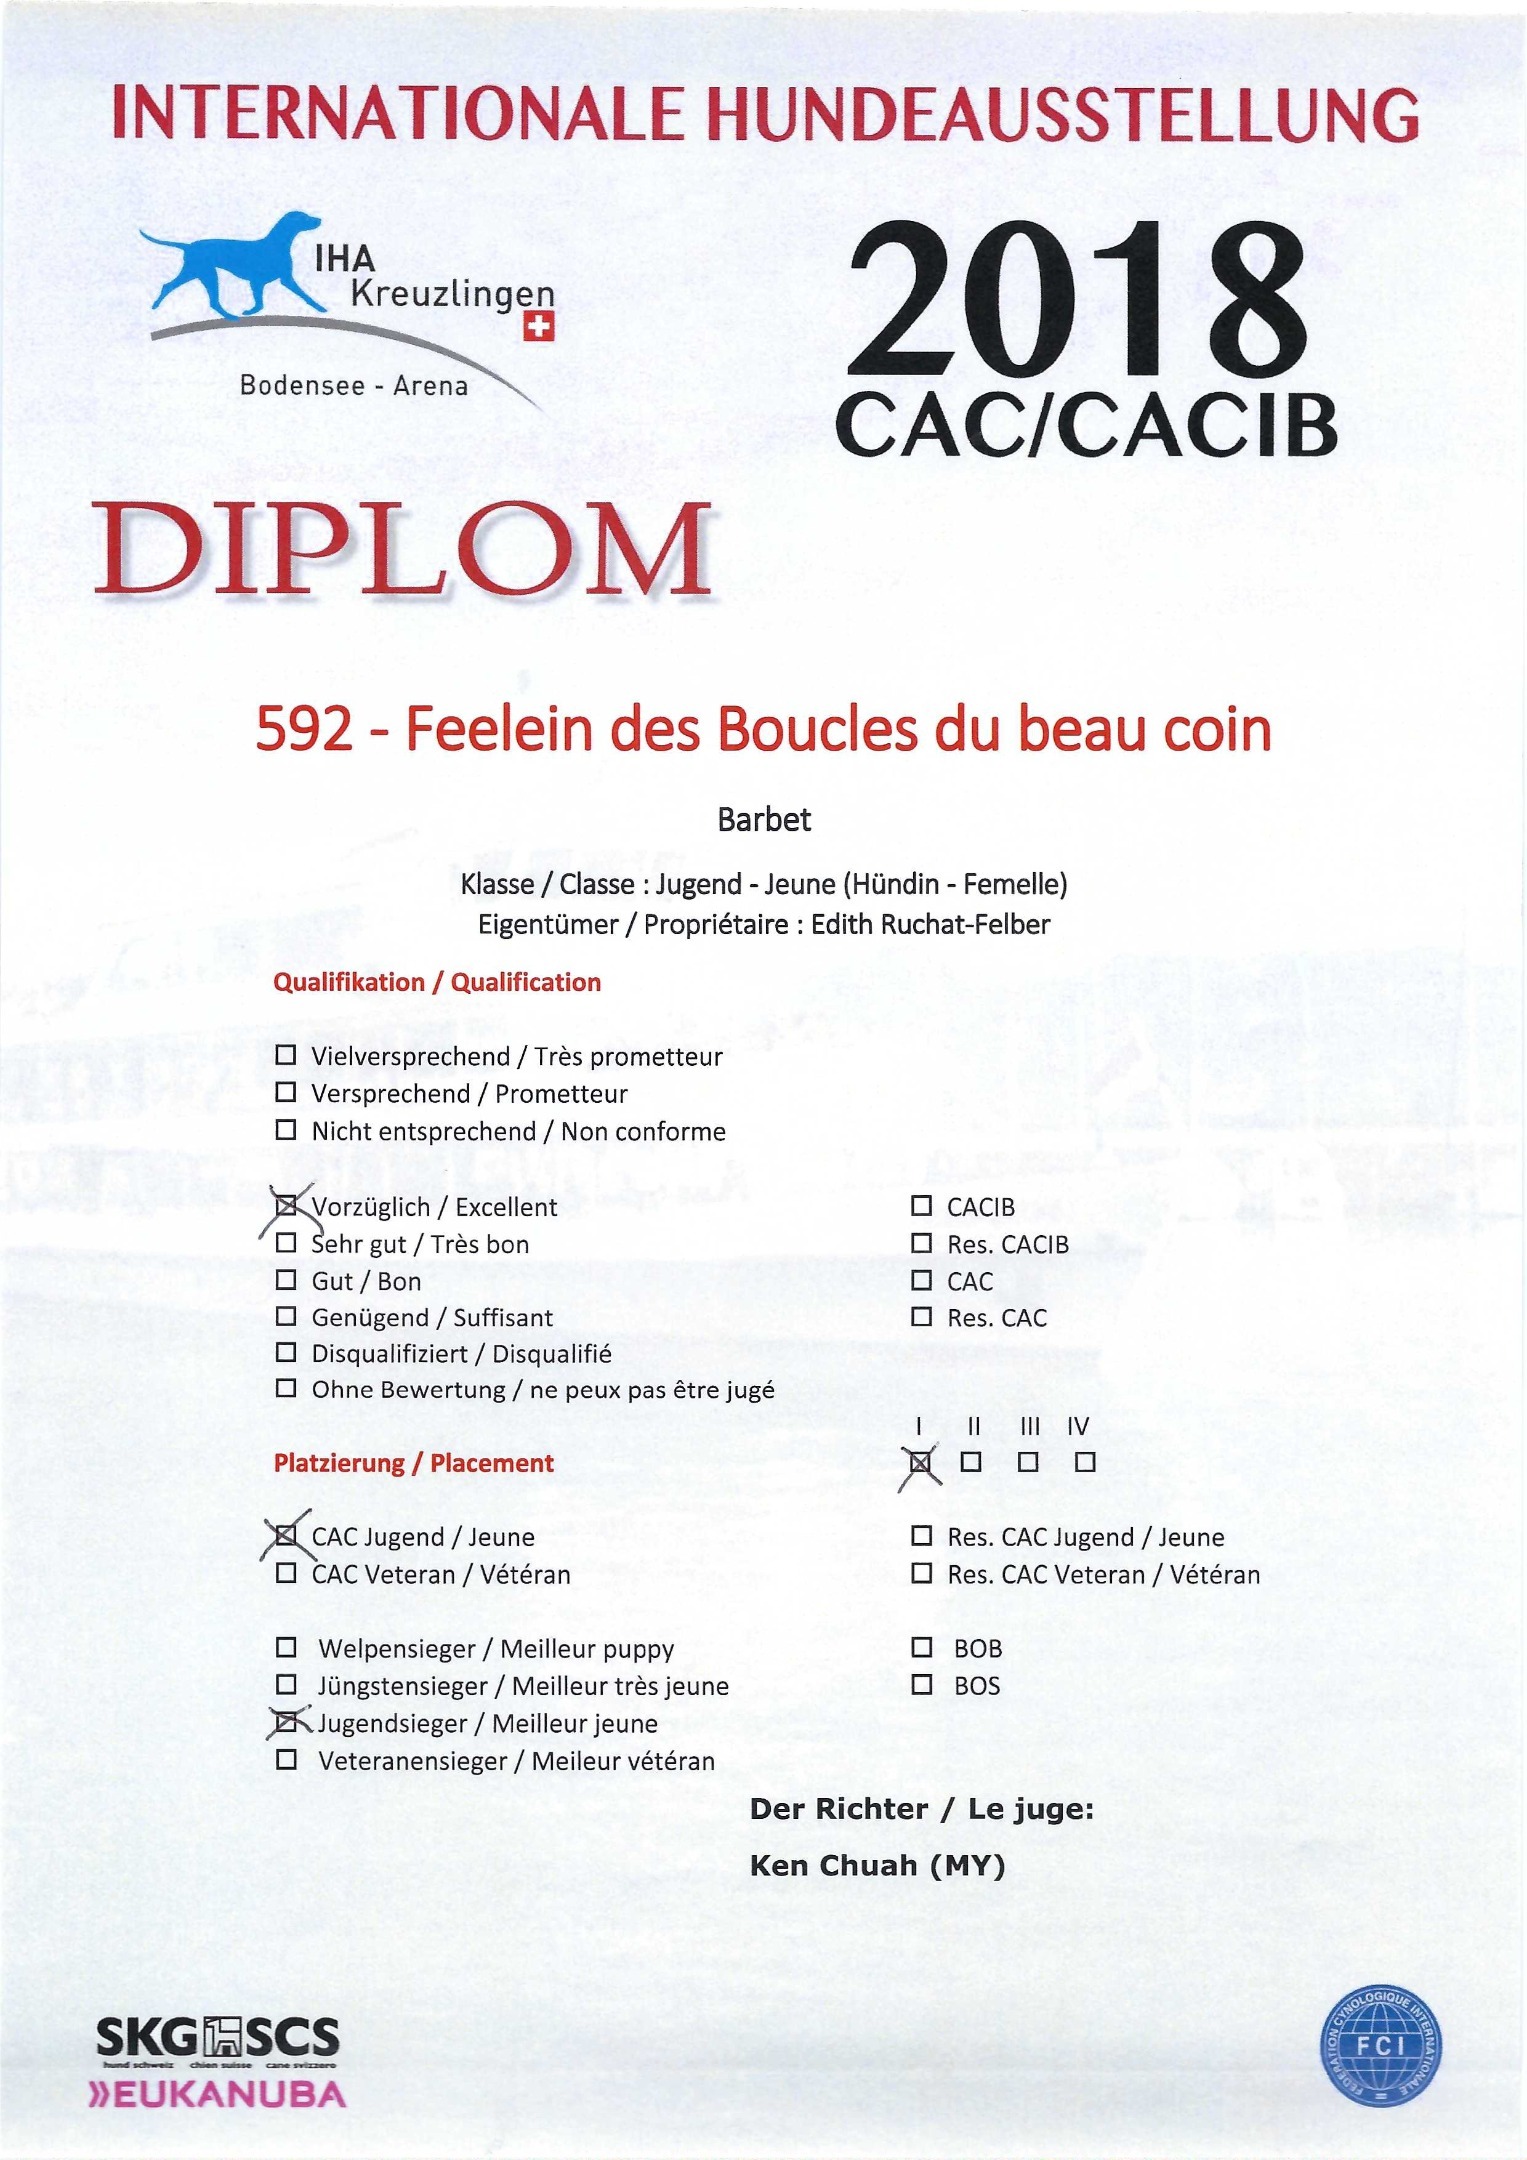 INTERNATIONALE HUNDEAUSSTELLUNG
IHA
Kreuzlingen
Bodensee - Arena
2018
CAC/CACIB
DIPLOM
592 - Feelein des Boucles du beau coin
Barbet
Klasse / Classe : Jugend - Jeune (Hündin - Femelle)
Eigentümer / Propriétaire : Edith Ruchat-Felber
Qualifikation / Qualification
☐ Vielversprechend / Très prometteur
☐ Versprechend / Prometteur
☐ Nicht entsprechend / Non conforme
☒ Vorzüglich / Excellent ☐ CACIB
☐ Sehr gut / Très bon ☐ Res. CACIB
☐ Gut / Bon ☐ CAC
☐ Genügend / Suffisant ☐ Res. CAC
☐ Disqualifiziert / Disqualifié
☐ Ohne Bewertung / ne peux pas être jugé
I II III IV
Platzierung / Placement ☒ ☐ ☐ ☐
☒ CAC Jugend / Jeune ☐ Res. CAC Jugend / Jeune
☐ CAC Veteran / Vétéran ☐ Res. CAC Veteran / Vétéran
☐ Welpensieger / Meilleur puppy ☐ BOB
☐ Jüngstensieger / Meilleur très jeune ☐ BOS
☒ Jugendsieger / Meilleur jeune
☐ Veteranensieger / Meileur vétéran
Der Richter / Le juge:
Ken Chuah (MY)
SKG SCS
hund schweiz chien suisse cane svizzero
EUKANUBA
FEDERATION CYNOLOGIQUE INTERNATIONALE
FCI